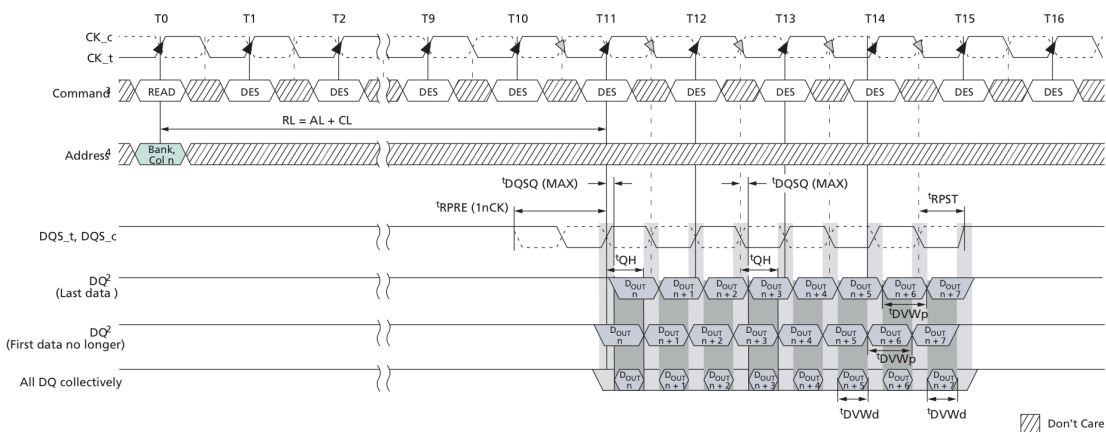 T0 T1 T2 T9 T10 T11 T12 T13 T14 T15 T16
CK_c
CK_t
Command³ READ DES DES DES DES DES DES DES DES DES DES
RL = AL + CL
Address⁴ Bank,
Col n
tDQSQ (MAX) tDQSQ (MAX)
tRPRE (1nCK) tRPST
DQS_t, DQS_c
tQH tQH
DQ² DOUT DOUT DOUT DOUT DOUT DOUT DOUT DOUT
(Last data ) n n + 1 n + 2 n + 3 n + 4 n + 5 n + 6 n + 7
tDVWp
DQ² DOUT DOUT DOUT DOUT DOUT DOUT DOUT DOUT
(First data no longer) n n + 1 n + 2 n + 3 n + 4 n + 5 n + 6 n + 7
tDVWp
All DQ collectively DOUT DOUT DOUT DOUT DOUT DOUT DOUT DOUT
n n + 1 n + 2 n + 3 n + 4 n + 5 n + 6 n + 7
tDVWd tDVWd
Don't Care